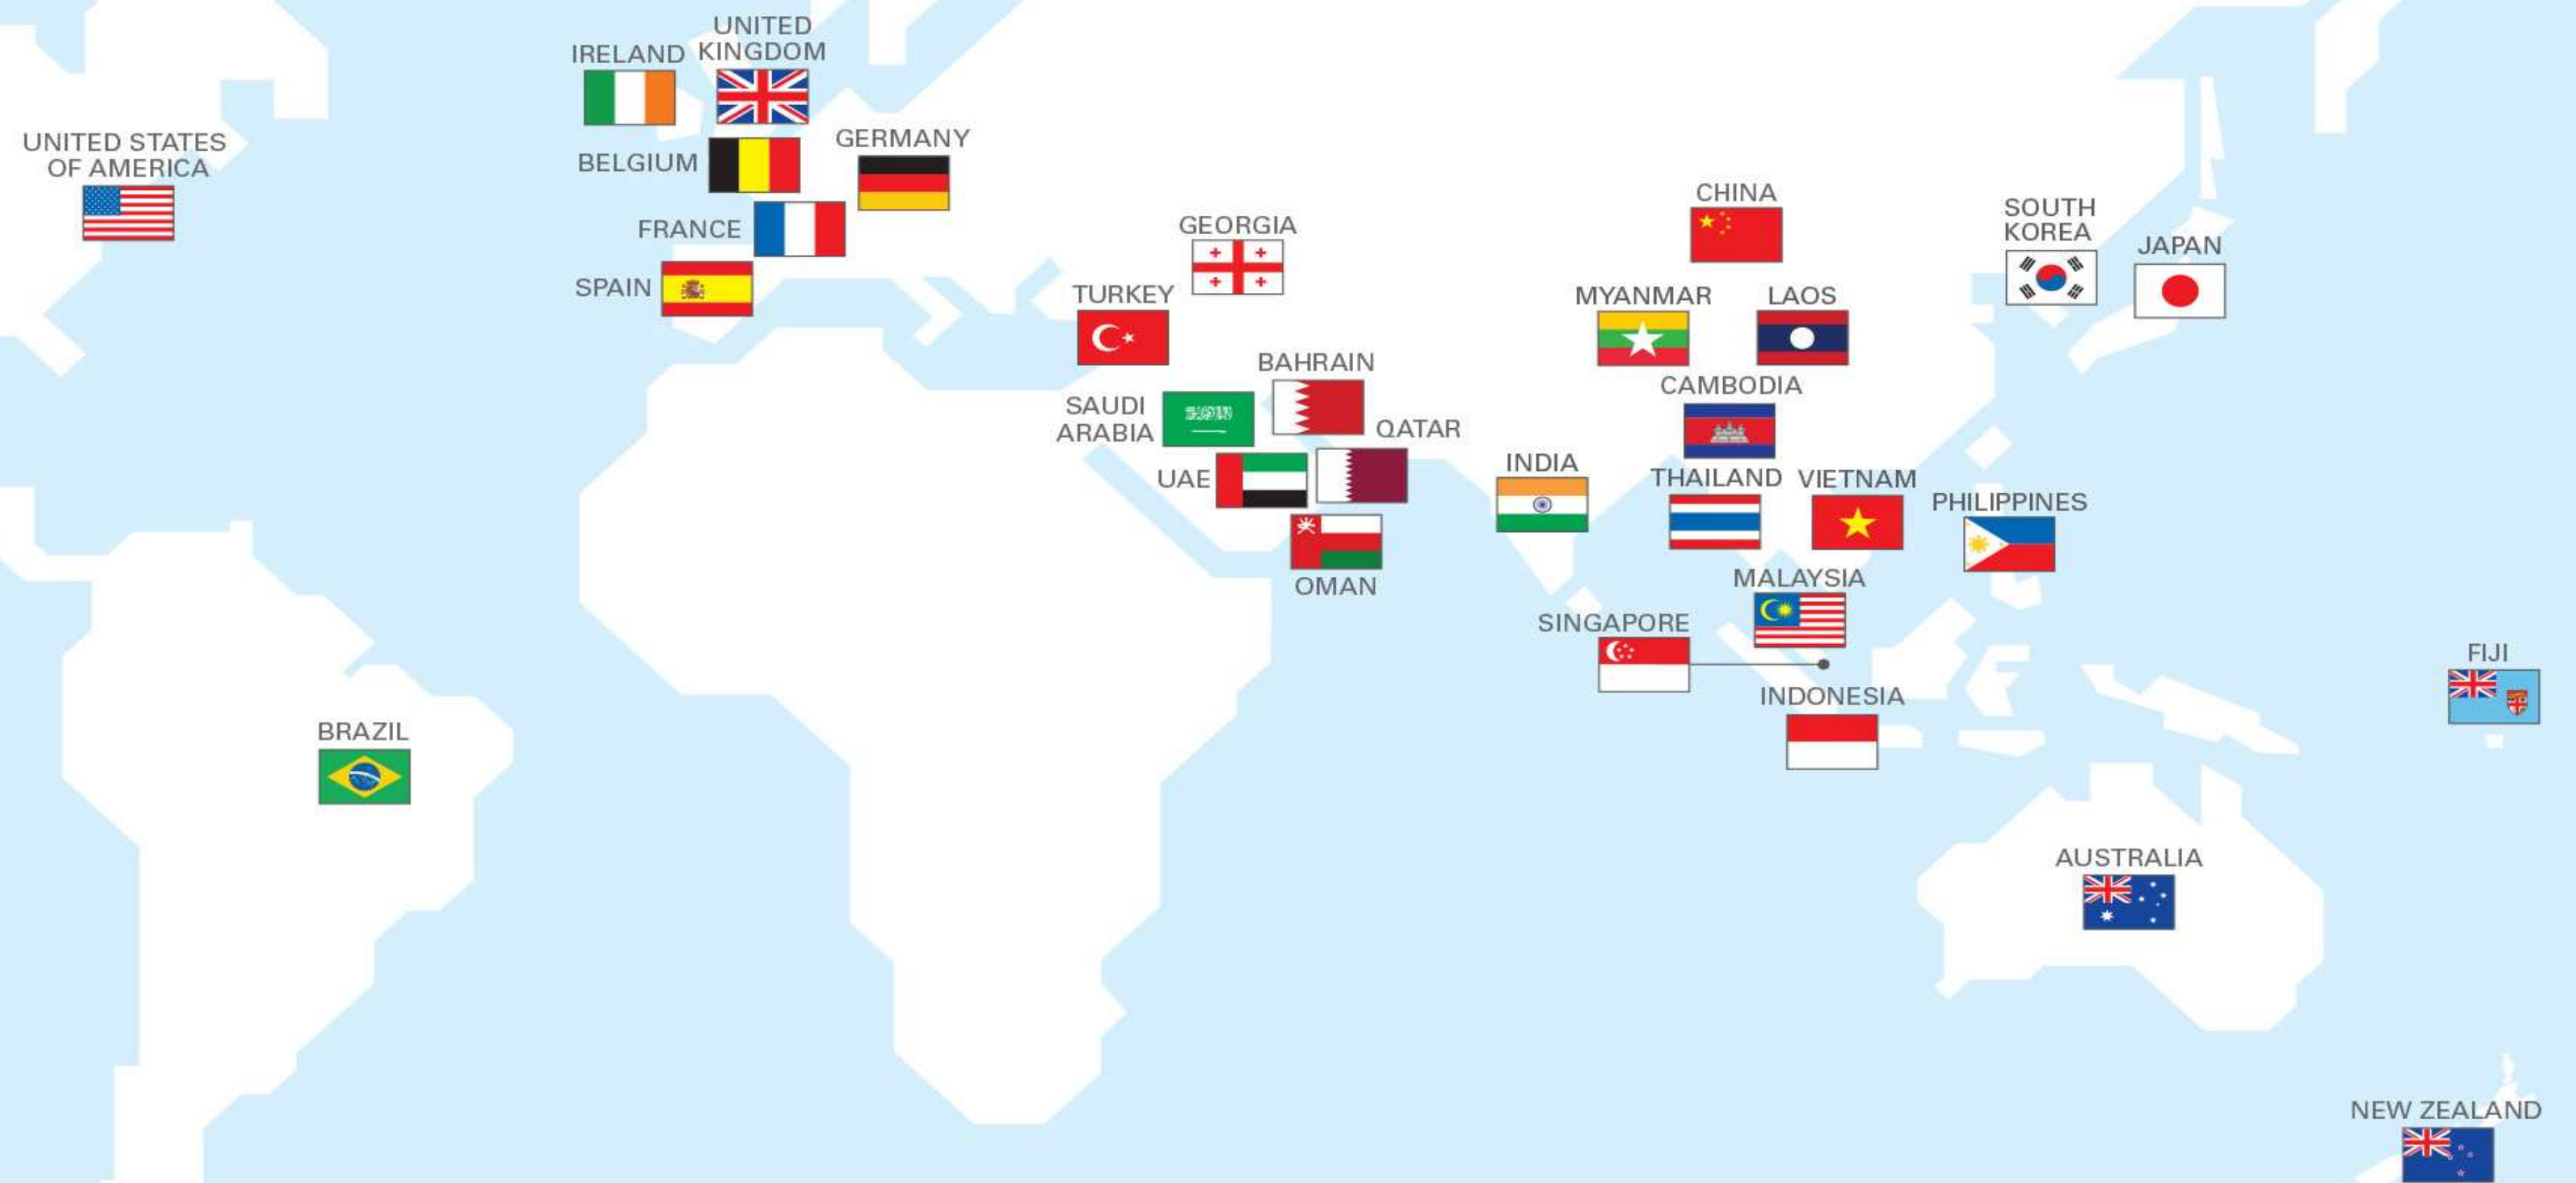 UNITED STATES
OF AMERICA
IRELAND
UNITED
KINGDOM
BELGIUM
GERMANY
FRANCE
SPAIN
GEORGIA
TURKEY
BAHRAIN
SAUDI
ARABIA
QATAR
UAE
OMAN
CHINA
SOUTH
KOREA
JAPAN
MYANMAR
LAOS
CAMBODIA
INDIA
THAILAND
VIETNAM
PHILIPPINES
MALAYSIA
SINGAPORE
INDONESIA
FIJI
BRAZIL
AUSTRALIA
NEW ZEALAND